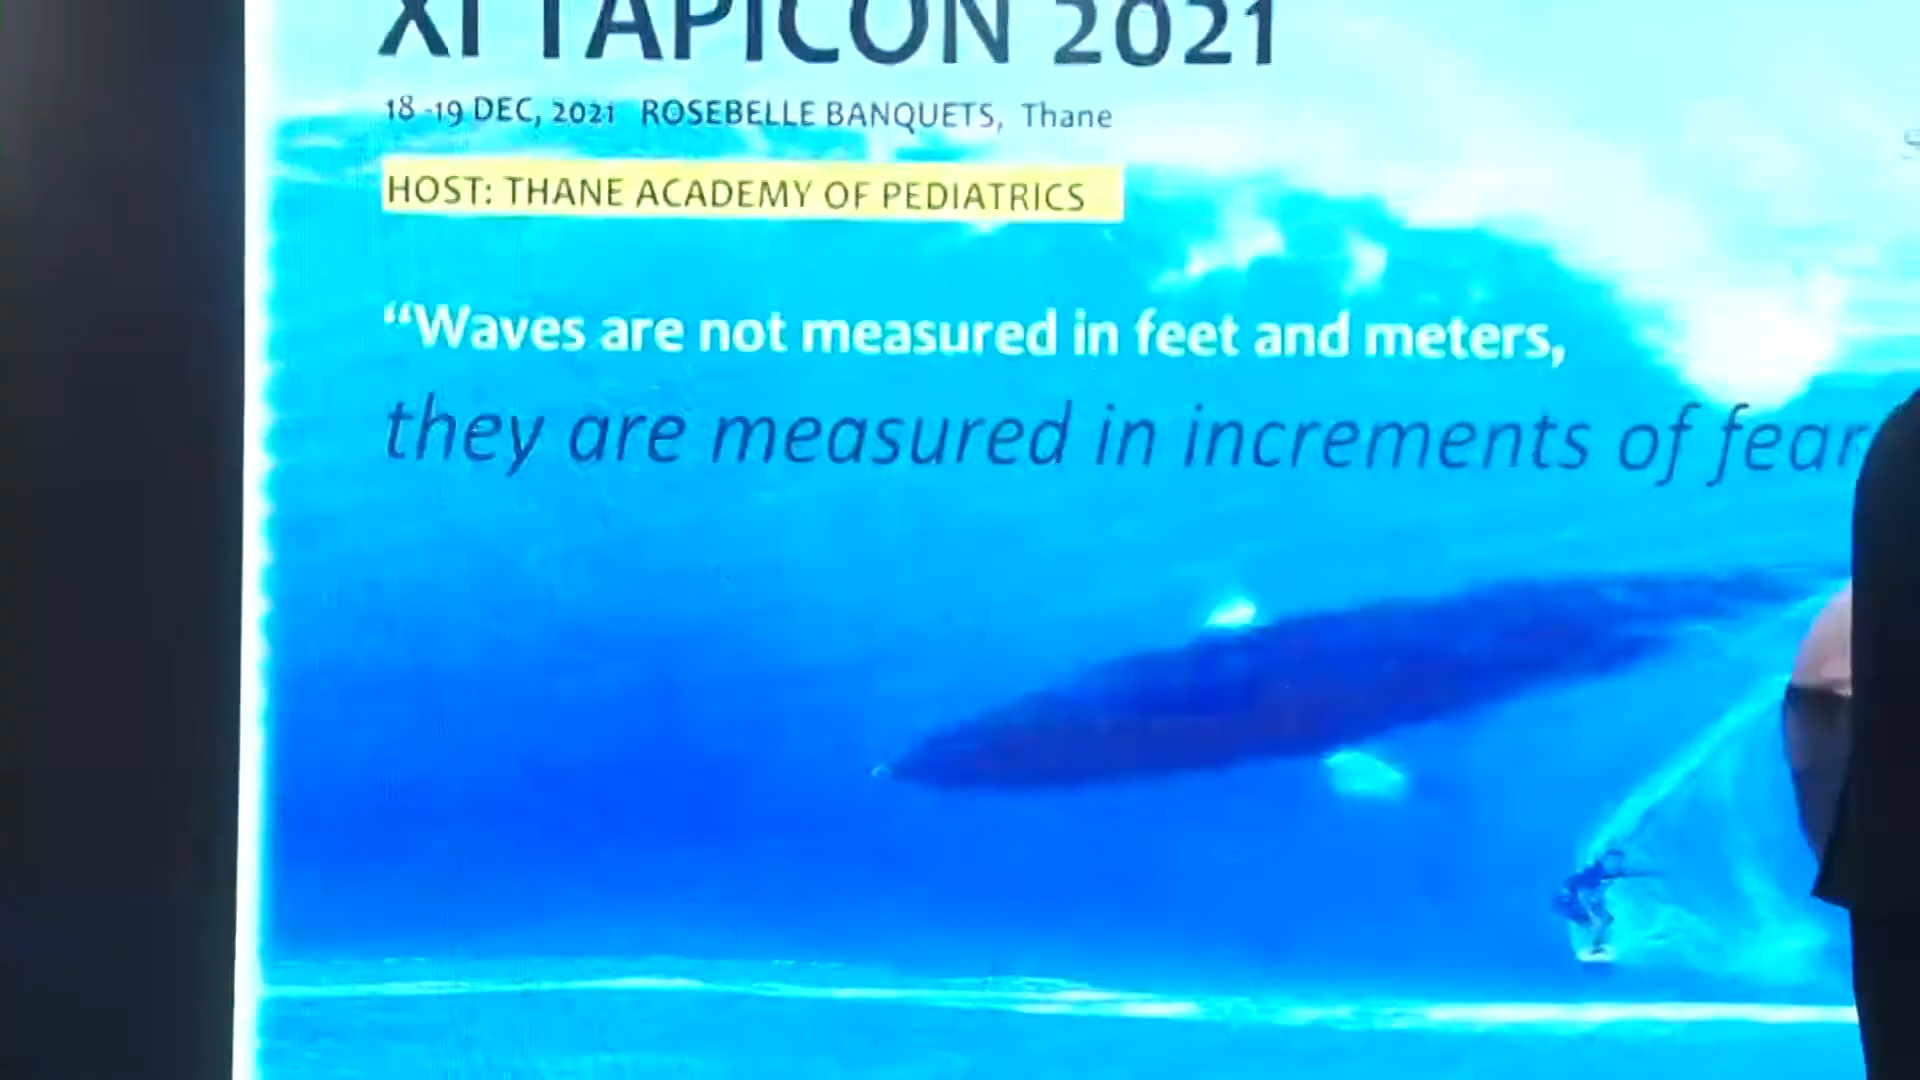 XI TAPICON 2021
18-19 DEC, 2021 ROSEBELLE BANQUETS, Thane
HOST: THANE ACADEMY OF PEDIATRICS
“Waves are not measured in feet and meters,
they are measured in increments of fear